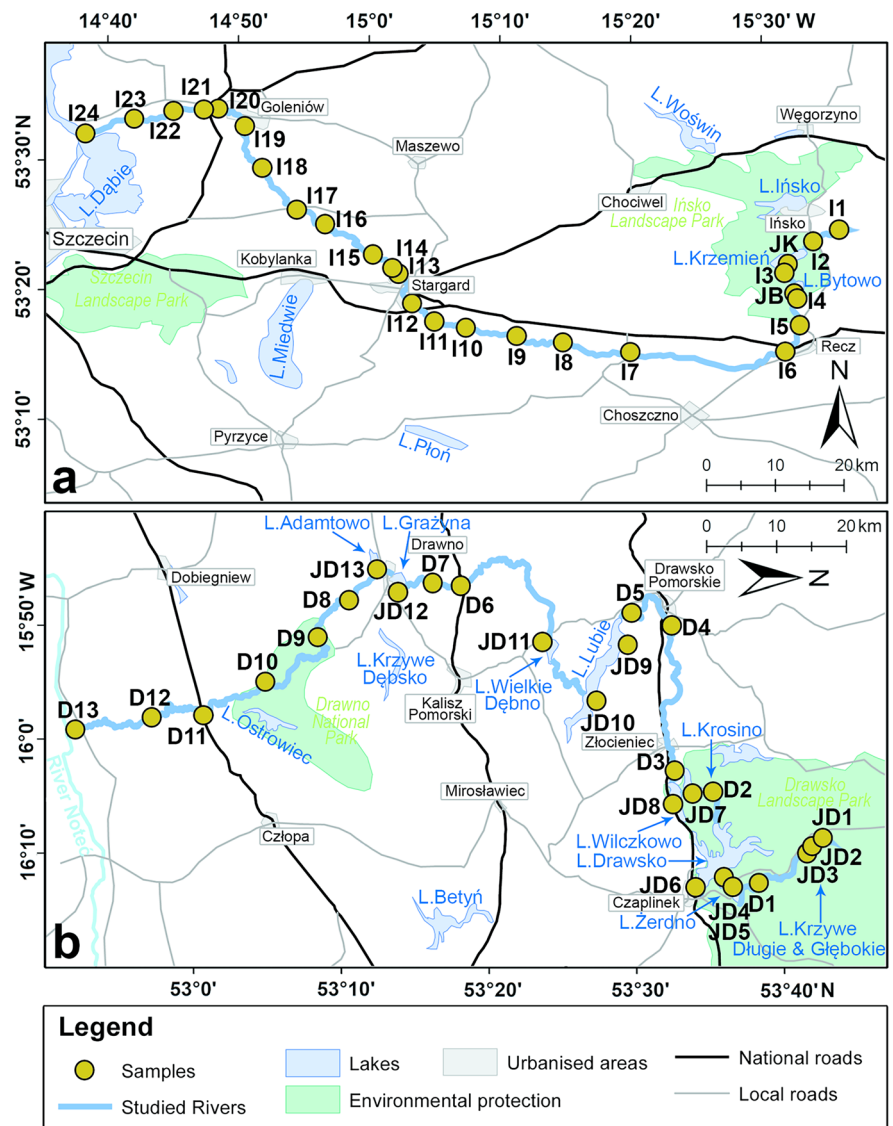 14°40' 14°50' 15°0' 15°10' 15°20' 15°30' E
53°30' N
53°20'
53°10'
I24
I23
I22
I21
I20
Goleniów
I19
I18
I17
I16
I15
I14
I13
I12
I11
I10
I9
I8
I7
I6
I5
I4
JB
I3
JK
I2
I1
L.Dąbie
Szczecin
Szczecin
Landscape Park
Kobylanka
L.Miedwie
Pyrzyce
L.Płoń
Stargard
Maszewo
Chociwel
L.Woświn
Węgorzyno
Ińsko
Landscape Park
L.Ińsko
Ińsko
L.Krzemień
L.Bytowo
Recz
Choszczno
N
0 10 20 km
a
0 10 20 km
N
15°50' W
16°0'
16°10'
L.Adamtowo
L.Grażyna
Drawno
Dobiegniew
JD13
D7
D8
JD12
D6
D9
D10
D11
D12
D13
River Noteć
L.Ostrowiec
Drawno
National
Park
L.Krzywe
Dębsko
Kalisz
Pomorski
JD11
L.Wielkie
Dębno
L.Lubie
D5
JD9
JD10
Drawsko
Pomorskie
D4
Złocieniec
D3
L.Krosino
D2
JD8
JD7
Drawsko
Landscape Park
JD1
JD2
JD3
L.Wilczkowo
L.Drawsko
JD6
Czaplinek
L.Żerdno
JD4
JD5
D1
L.Krzywe
Długie & Głębokie
Mirosławiec
Człopa
L.Betyń
b
53°0' 53°10' 53°20' 53°30' 53°40' N
Legend
Samples
Studied Rivers
Lakes
Environmental protection
Urbanised areas
National roads
Local roads